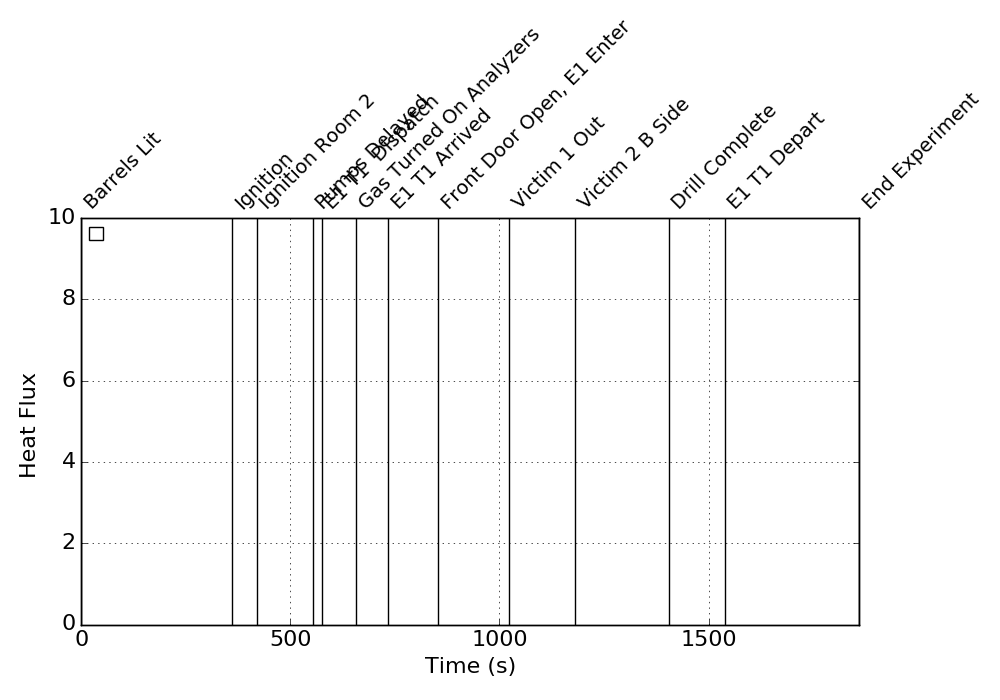 Barrels Lit
Ignition
Ignition Room 2
Pumps Delayed
E1 T1 Dispatch
Gas Turned On Analyzers
E1 T1 Arrived
Front Door Open, E1 Enter
Victim 1 Out
Victim 2 B Side
Drill Complete
E1 T1 Depart
End Experiment
10
8
6
4
2
0
Heat Flux
0 500 1000 1500
Time (s)